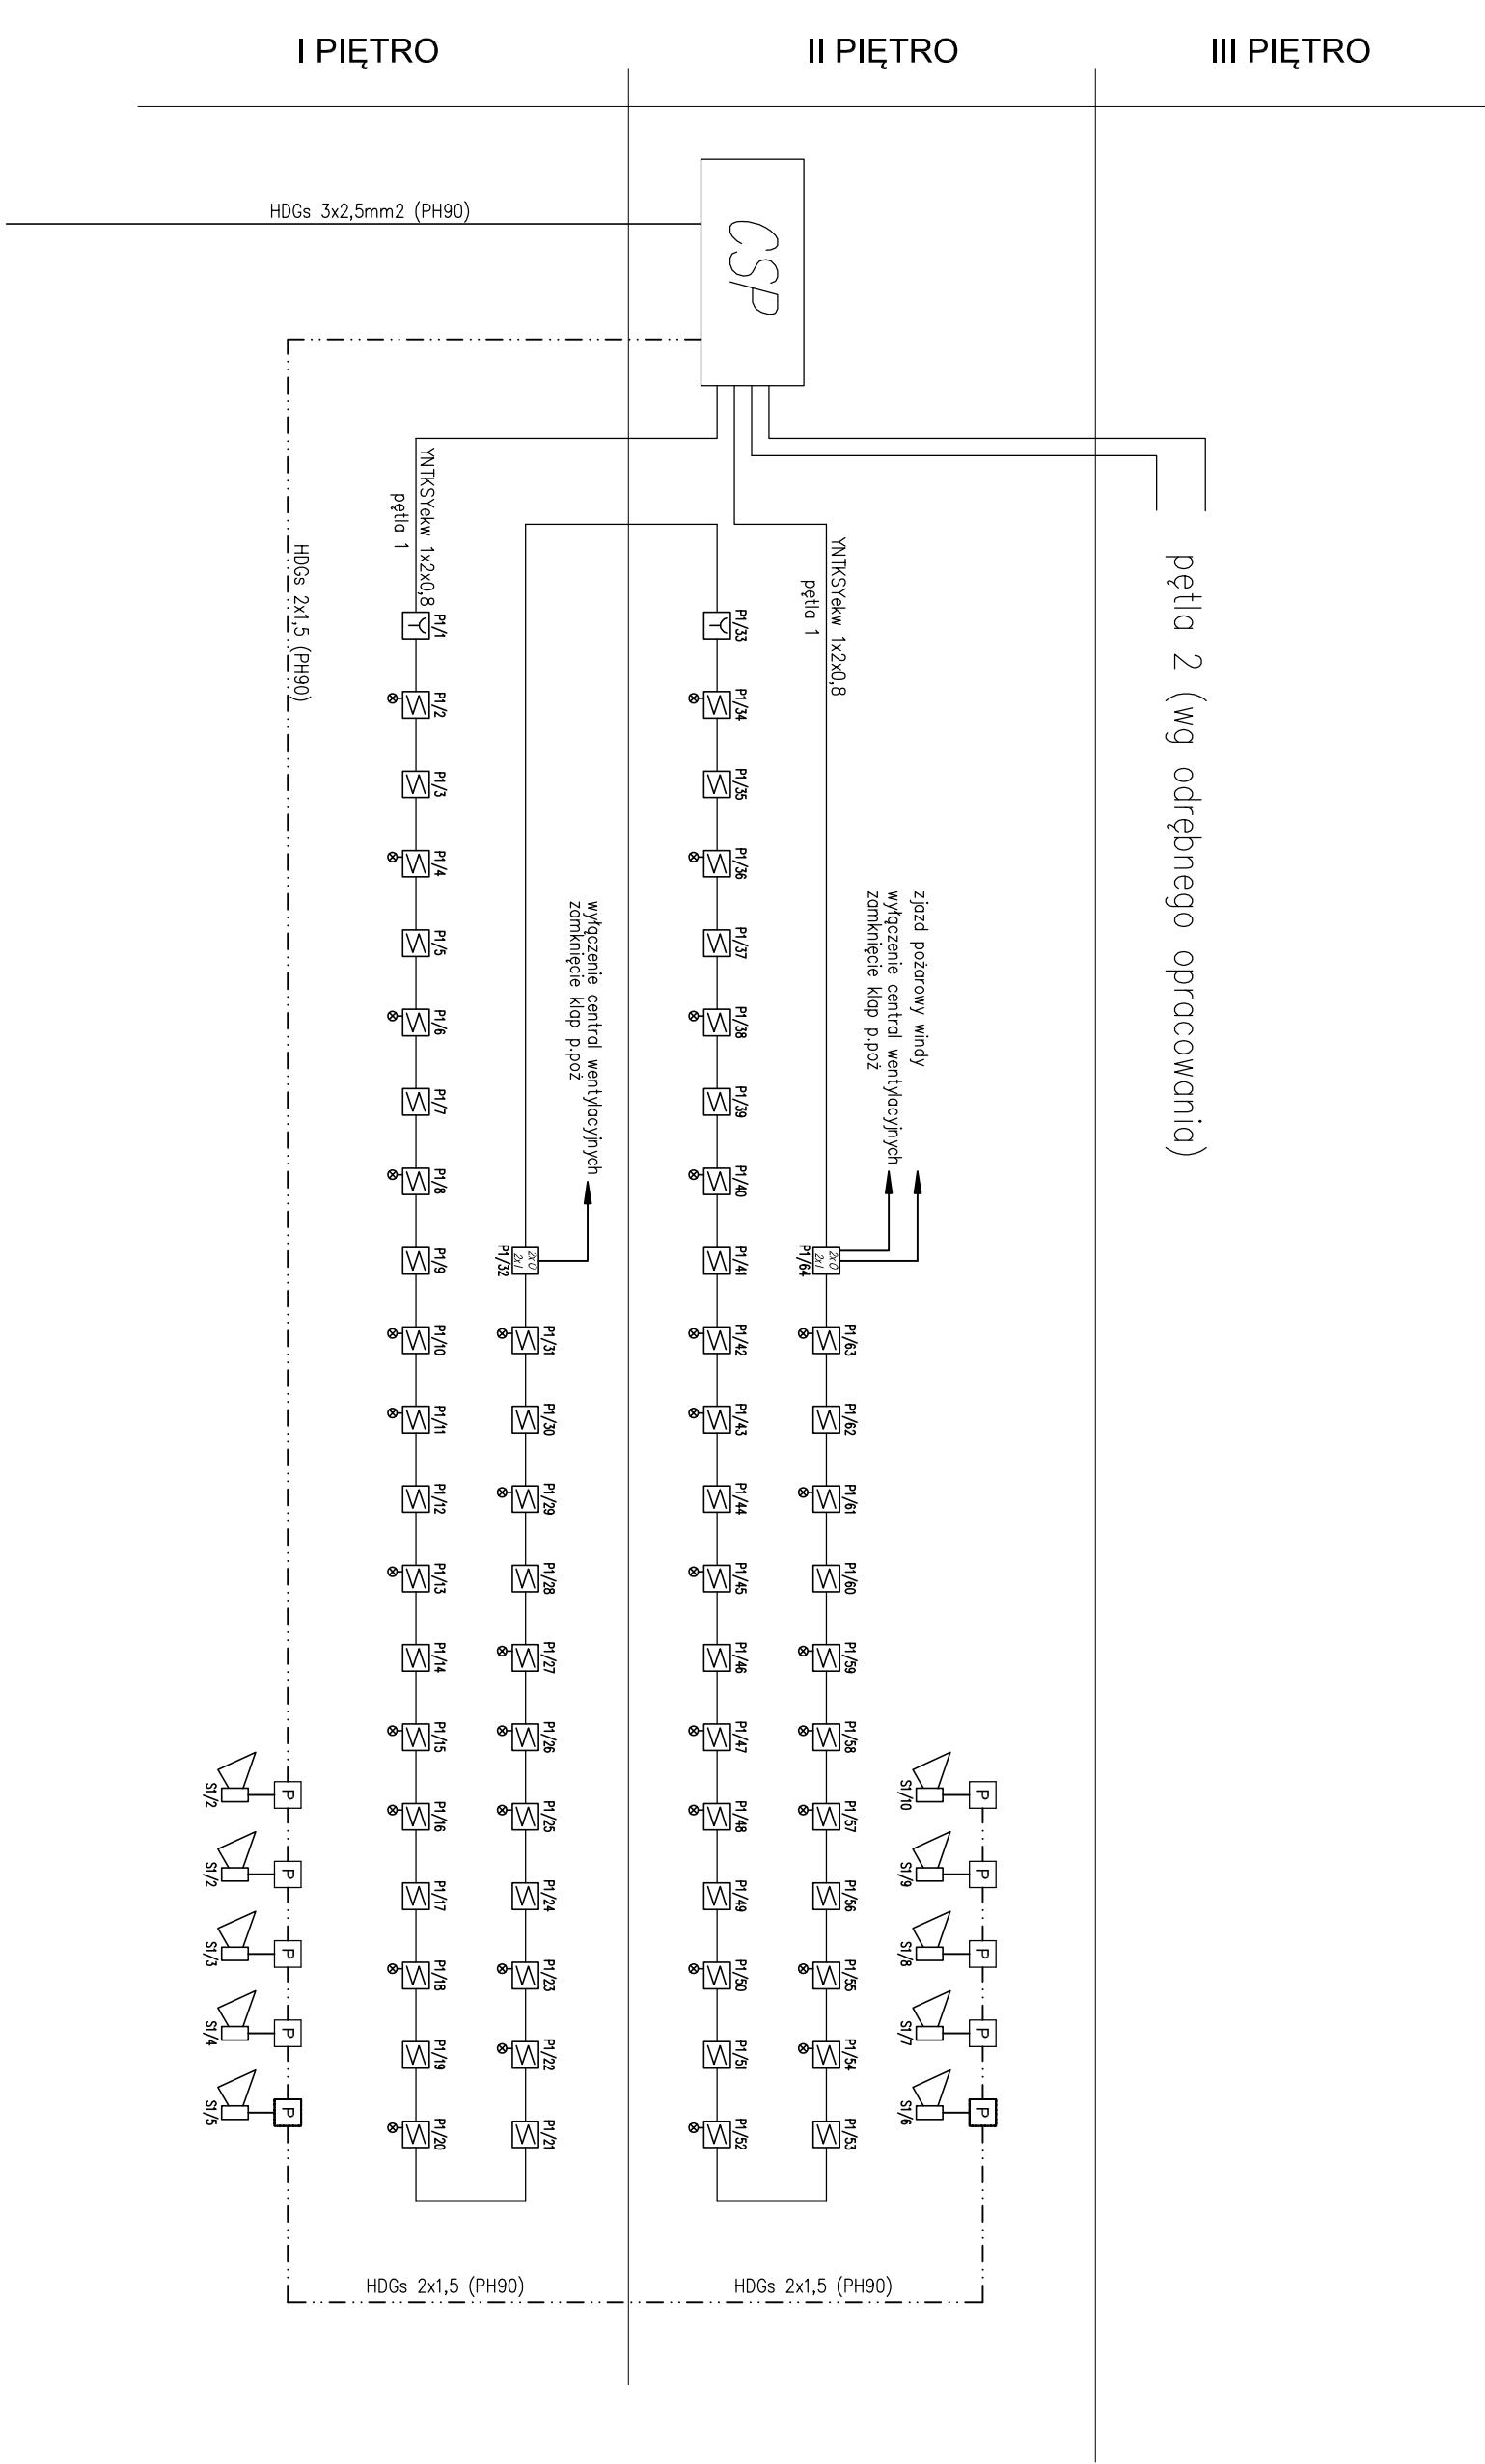 I PIĘTRO
II PIĘTRO
III PIĘTRO
HDGs 3x2,5mm2 (PH90)
CSP
YNTKSYekw 1x2x0,8
pętla 1
HDGs 2x1,5 (PH90)
YNTKSYekw 1x2x0,8
pętla 1
pętla 2 (wg odrębnego opracowania)
zjazd pożarowy windy
wyłączenie central wentylacyjnych
zamknięcie klap p.poż
wyłączenie central wentylacyjnych
zamknięcie klap p.poż
P1/1
P1/2
P1/3
P1/4
P1/5
P1/6
P1/7
P1/8
P1/9
P1/10
P1/11
P1/12
P1/13
P1/14
P1/15
P1/16
P1/17
P1/18
P1/19
P1/20
P1/32
2xO
2xI
P1/31
P1/30
P1/29
P1/28
P1/27
P1/26
P1/25
P1/24
P1/23
P1/22
P1/21
P1/33
P1/34
P1/35
P1/36
P1/37
P1/38
P1/39
P1/40
P1/41
P1/42
P1/43
P1/44
P1/45
P1/46
P1/47
P1/48
P1/49
P1/50
P1/51
P1/52
P1/64
2xO
2xI
P1/63
P1/62
P1/61
P1/60
P1/59
P1/58
P1/57
P1/56
P1/55
P1/54
P1/53
P
S1/2
P
S1/2
P
S1/3
P
S1/4
P
S1/5
P
S1/10
P
S1/9
P
S1/8
P
S1/7
P
S1/6
HDGs 2x1,5 (PH90)
HDGs 2x1,5 (PH90)